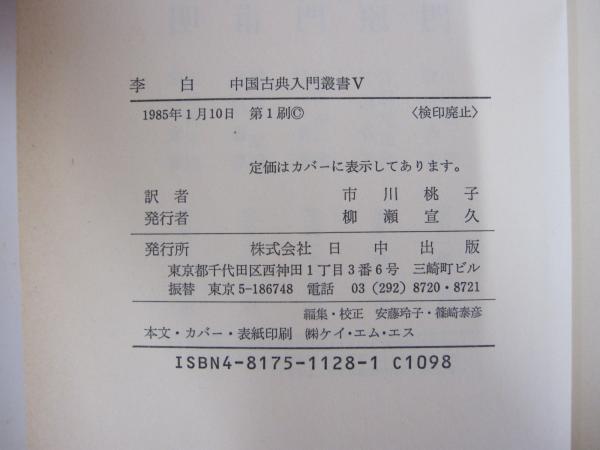 李 白 中国古典入門叢書Ⅴ
1985年1月10日 第1刷© 〈検印廃止〉
定価はカバーに表示してあります。
訳者 市川桃子
発行者 柳瀬宣久
発行所 株式会社 日中出版
東京都千代田区西神田1丁目3番6号 三崎町ビル
振替 東京5-186748 電話 03(292)8720・8721
編集・校正 安藤玲子・篠崎泰彦
本文・カバー・表紙印刷 ㈱ケイ・エム・エス
ISBN4-8175-1128-1 C1098